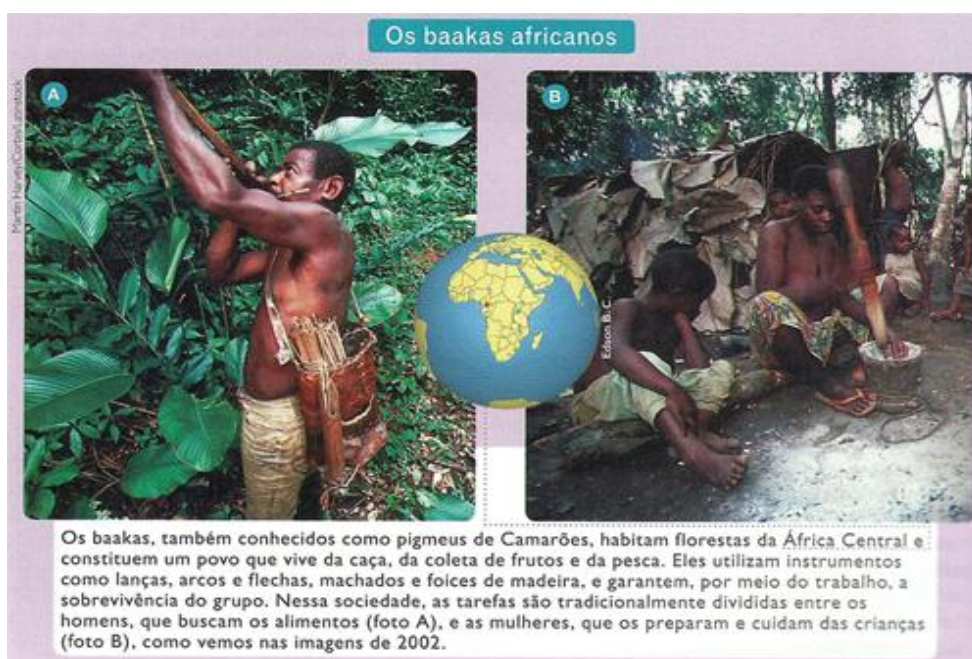 Os baakas africanos
A
B
Martin Harvey/Corbis/Latinstock
Edson B. C.
Os baakas, também conhecidos como pigmeus de Camarões, habitam florestas da África Central e
constituem um povo que vive da caça, da coleta de frutos e da pesca. Eles utilizam instrumentos
como lanças, arcos e flechas, machados e foices de madeira, e garantem, por meio do trabalho, a
sobrevivência do grupo. Nessa sociedade, as tarefas são tradicionalmente divididas entre os
homens, que buscam os alimentos (foto A), e as mulheres, que os preparam e cuidam das crianças
(foto B), como vemos nas imagens de 2002.